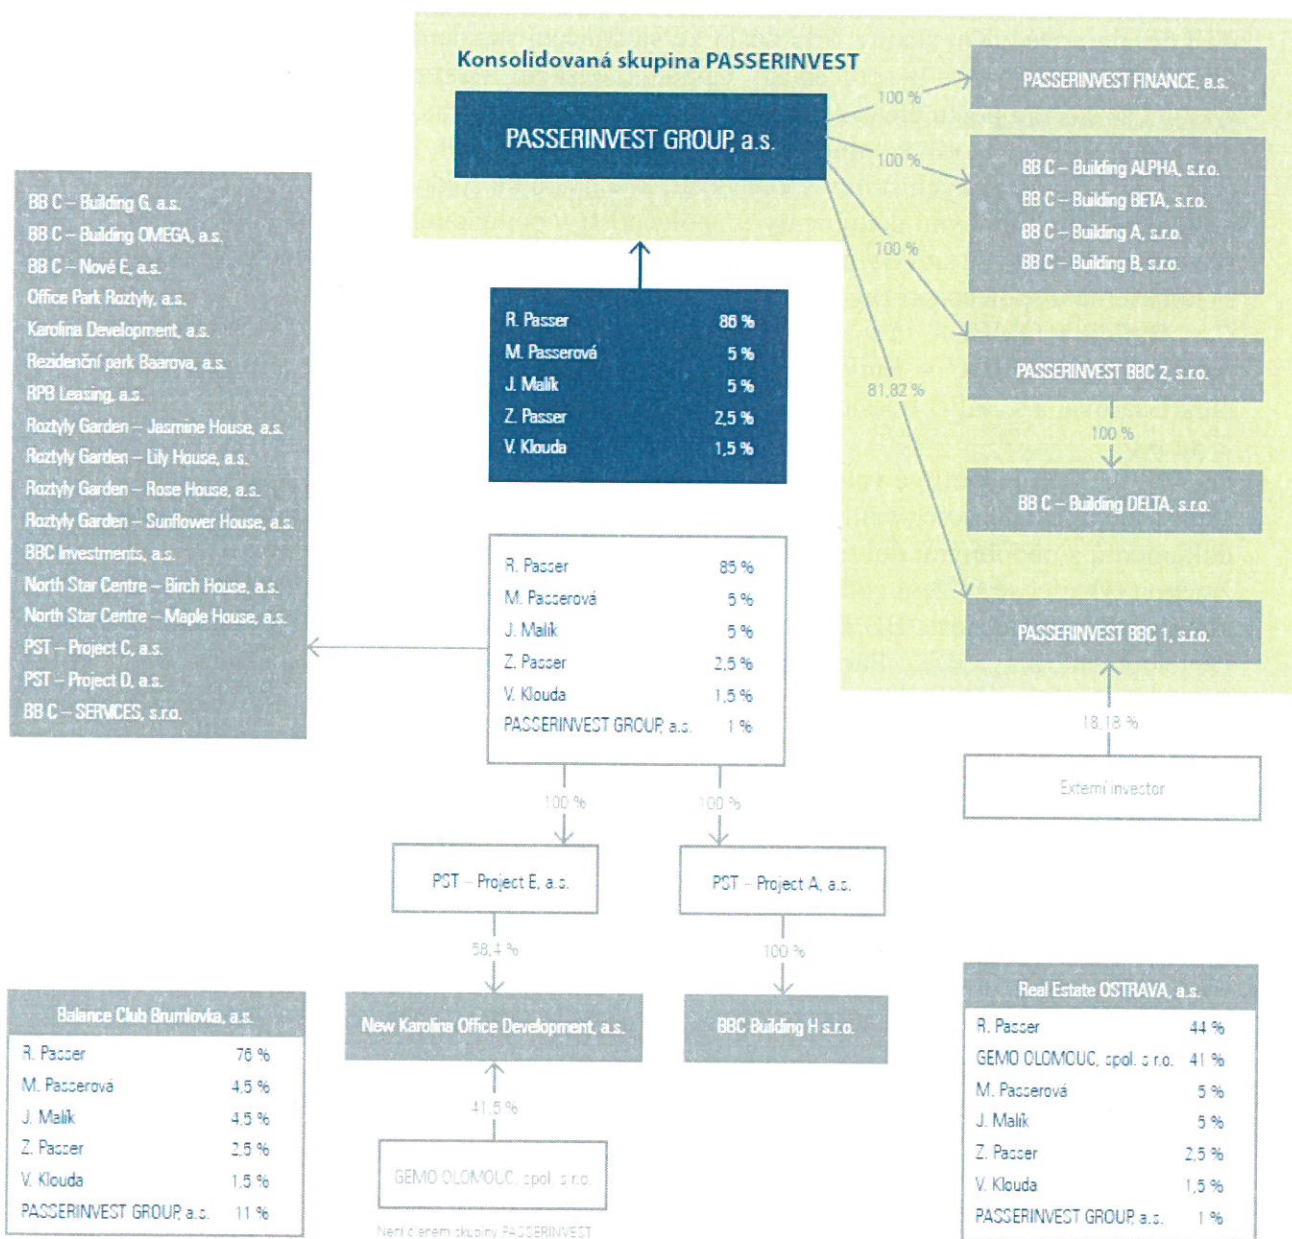 Konsolidovaná skupina PASSERINVEST
PASSERINVEST GROUP, a.s.
100 %
PASSERINVEST FINANCE, a.s.
100 %
BB C – Building ALPHA, s.r.o.
BB C – Building BETA, s.r.o.
BB C – Building A, s.r.o.
BB C – Building B, s.r.o.
100 %
PASSERINVEST BBC 2, s.r.o.
100 %
BB C – Building DELTA, s.r.o.
81,82 %
PASSERINVEST BBC 1, s.r.o.
18,18 %
Externí investor
R. Passer 86 %
M. Passerová 5 %
J. Malík 5 %
Z. Passer 2,5 %
V. Klouda 1,5 %
BB C – Building G, a.s.
BB C – Building OMEGA, a.s.
BB C – Nové E, a.s.
Office Park Roztyly, a.s.
Karolina Development, a.s.
Rezidenční park Baarova, a.s.
RPB Leasing, a.s.
Roztyly Garden – Jasmine House, a.s.
Roztyly Garden – Lily House, a.s.
Roztyly Garden – Rose House, a.s.
Roztyly Garden – Sunflower House, a.s.
BBC Investments, a.s.
North Star Centre – Birch House, a.s.
North Star Centre – Maple House, a.s.
PST – Project C, a.s.
PST – Project D, a.s.
BB C – SERVICES, s.r.o.
R. Passer 85 %
M. Passerová 5 %
J. Malík 5 %
Z. Passer 2,5 %
V. Klouda 1,5 %
PASSERINVEST GROUP, a.s. 1 %
100 %
100 %
PST – Project E, a.s.
PST – Project A, a.s.
58,4 %
100 %
New Karolina Office Development, a.s.
BBC Building H s.r.o.
41,5 %
GEMO OLOMOUC, spol. s r.o.
Není členem skupiny PASSERINVEST
Balance Club Brumlovka, a.s.
R. Passer 76 %
M. Passerová 4,5 %
J. Malík 4,5 %
Z. Passer 2,5 %
V. Klouda 1,5 %
PASSERINVEST GROUP, a.s. 11 %
Real Estate OSTRAVA, a.s.
R. Passer 44 %
GEMO OLOMOUC, spol. s r.o. 41 %
M. Passerová 5 %
J. Malík 5 %
Z. Passer 2,5 %
V. Klouda 1,5 %
PASSERINVEST GROUP, a.s. 1 %